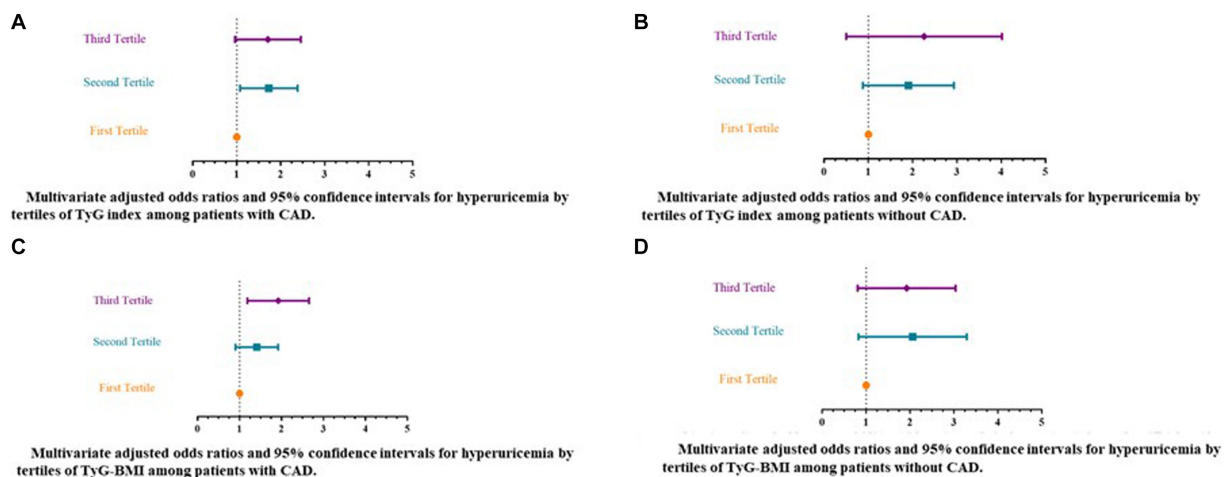 A
Third Tertile
Second Tertile
First Tertile
0 1 2 3 4 5
Multivariate adjusted odds ratios and 95% confidence intervals for hyperuricemia by
tertiles of TyG index among patients with CAD.
B
Third Tertile
Second Tertile
First Tertile
0 1 2 3 4 5
Multivariate adjusted odds ratios and 95% confidence intervals for hyperuricemia by
tertiles of TyG index among patients without CAD.
C
Third Tertile
Second Tertile
First Tertile
0 1 2 3 4 5
Multivariate adjusted odds ratios and 95% confidence intervals for hyperuricemia by
tertiles of TyG-BMI among patients with CAD.
D
Third Tertile
Second Tertile
First Tertile
0 1 2 3 4 5
Multivariate adjusted odds ratios and 95% confidence intervals for hyperuricemia by
tertiles of TyG-BMI among patients without CAD.